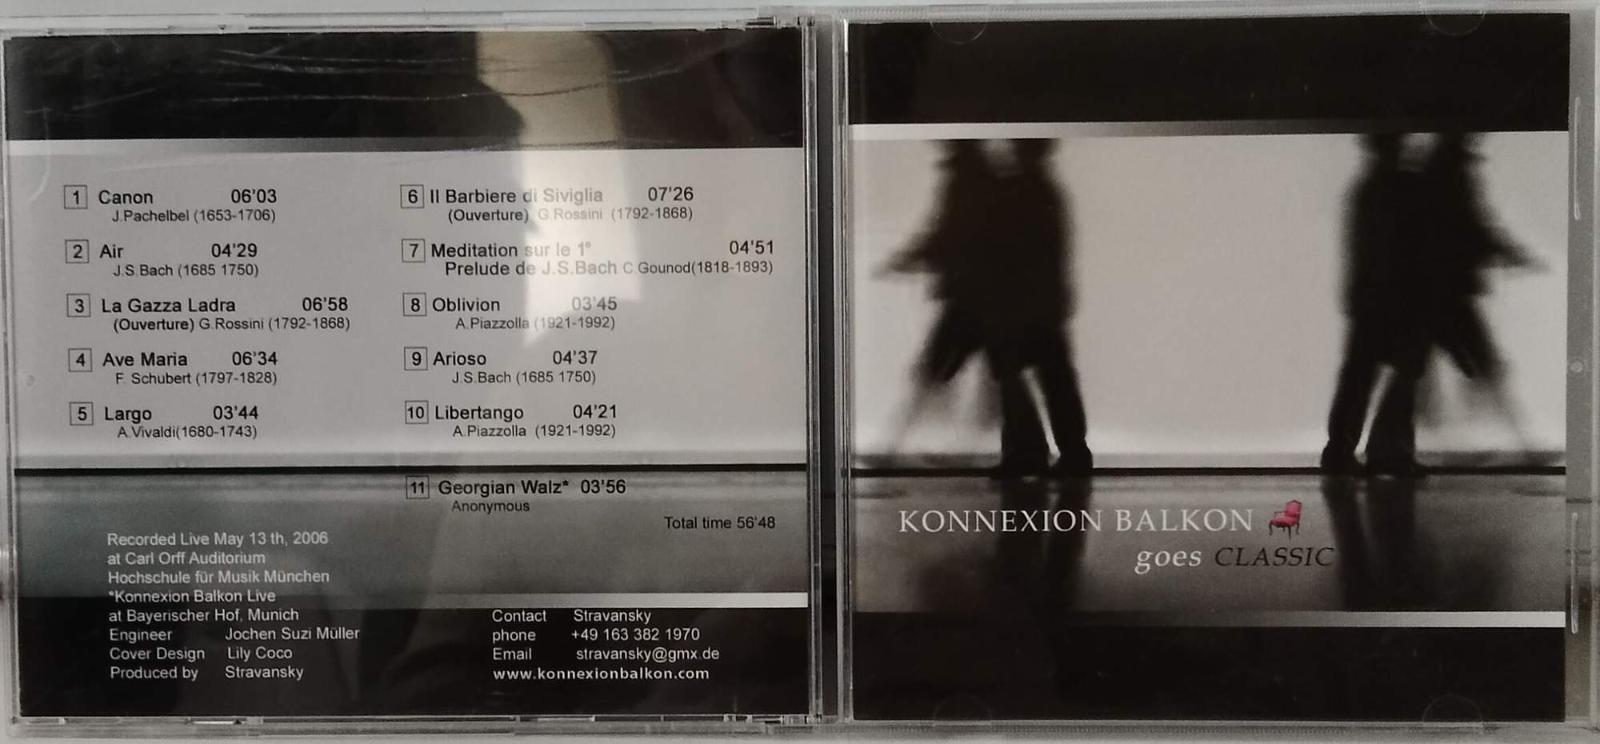 1 Canon 06'03
J.Pachelbel (1653-1706)
2 Air 04'29
J.S.Bach (1685 1750)
3 La Gazza Ladra 06'58
(Ouverture) G.Rossini (1792-1868)
4 Ave Maria 06'34
F. Schubert (1797-1828)
5 Largo 03'44
A.Vivaldi(1680-1743)
6 Il Barbiere di Siviglia 07'26
(Ouverture) G.Rossini (1792-1868)
7 Meditation sur le 1° 04'51
Prelude de J.S.Bach C.Gounod(1818-1893)
8 Oblivion 03'45
A.Piazzolla (1921-1992)
9 Arioso 04'37
J.S.Bach (1685 1750)
10 Libertango 04'21
A.Piazzolla (1921-1992)
11 Georgian Walz* 03'56
Anonymous
Total time 56'48
Recorded Live May 13 th, 2006
at Carl Orff Auditorium
Hochschule für Musik München
*Konnexion Balkon Live
at Bayerischer Hof, Munich
Engineer Jochen Suzi Müller
Cover Design Lily Coco
Produced by Stravansky
Contact Stravansky
phone +49 163 382 1970
Email stravansky@gmx.de
www.konnexionbalkon.com
KONNEXION BALKON
goes CLASSIC